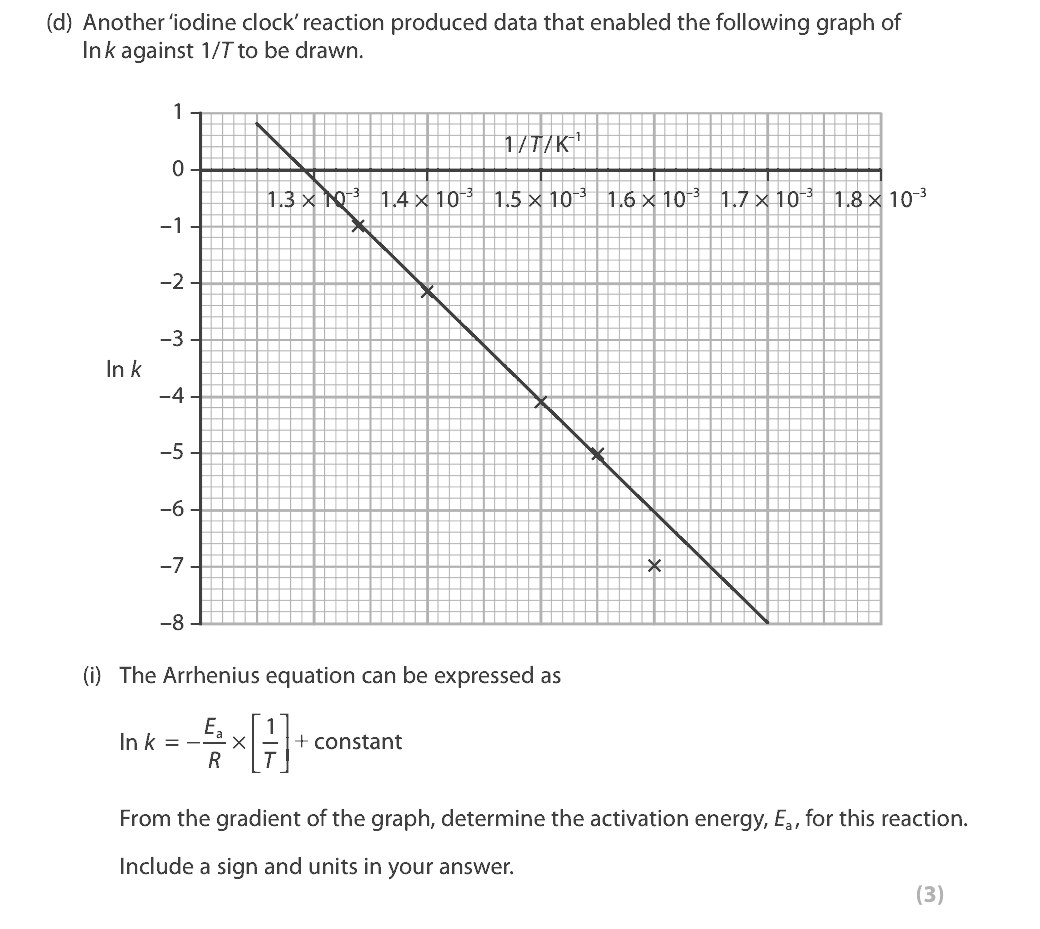 (d) Another 'iodine clock' reaction produced data that enabled the following graph of
ln k against 1/T to be drawn.
1
1/T/K⁻¹
0
1.3 × 10⁻³ 1.4 × 10⁻³ 1.5 × 10⁻³ 1.6 × 10⁻³ 1.7 × 10⁻³ 1.8 × 10⁻³
−1
−2
−3
ln k
−4
−5
−6
−7
−8
(i) The Arrhenius equation can be expressed as
ln k = −Eₐ/R × [1/T] + constant
From the gradient of the graph, determine the activation energy, Eₐ, for this reaction.
Include a sign and units in your answer.
(3)